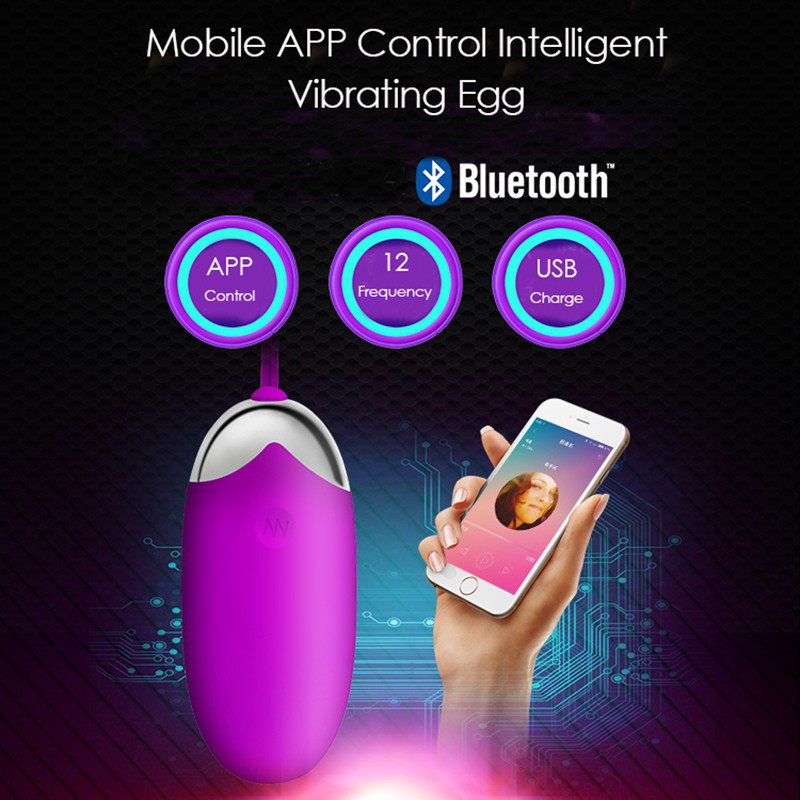 Mobile APP Control Intelligent
Vibrating Egg
Bluetooth™
APP
Control
12
Frequency
USB
Charge